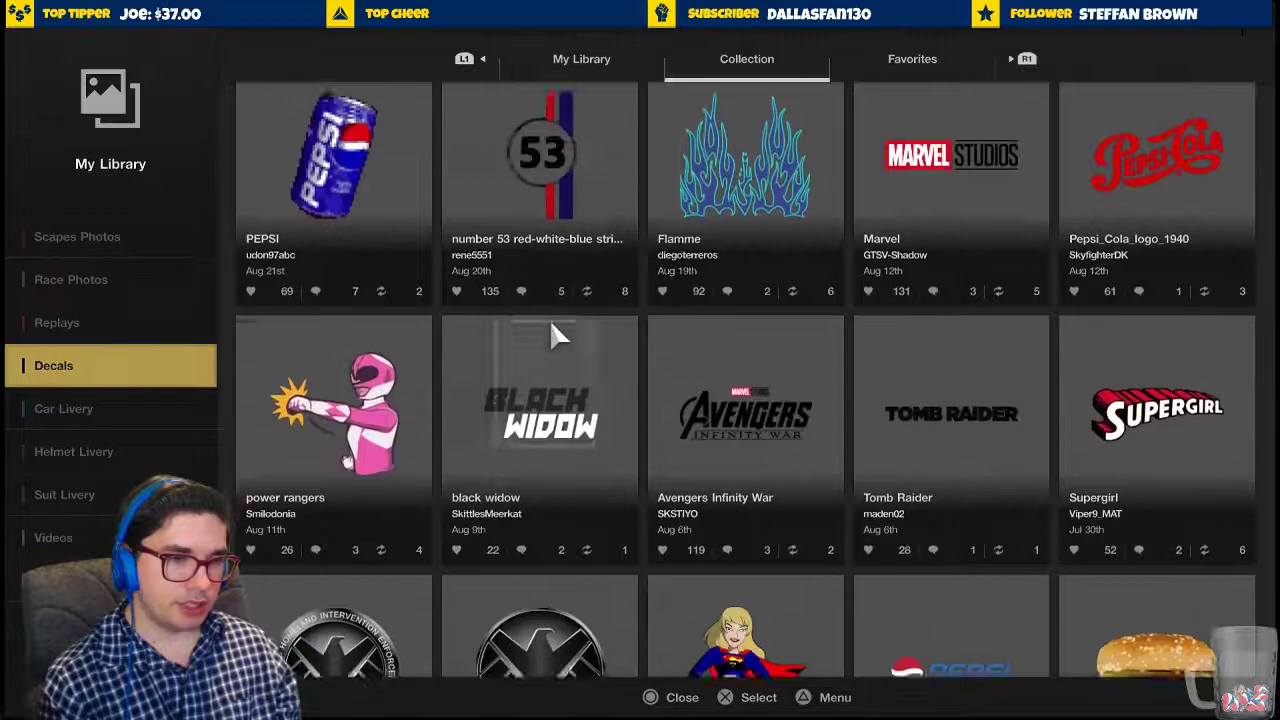 $$$ TOP TIPPER JOE: $37.00
TOP CHEER
SUBSCRIBER DALLASFAN130
FOLLOWER STEFFAN BROWN
L1
My Library
Collection
Favorites
R1
My Library
Scapes Photos
Race Photos
Replays
Decals
Car Livery
Helmet Livery
Suit Livery
Videos
PEPSI
53
MARVEL STUDIOS
PEPSI-COLA
PEPSI
udon97abc
Aug 21st
69 7 2
number 53 red-white-blue stri...
rene5551
Aug 20th
135 5 8
Flamme
diegoterreros
Aug 19th
92 2 6
Marvel
GTSV-Shadow
Aug 12th
131 3 5
Pepsi_Cola_logo_1940
SkyfighterDK
Aug 12th
61 1 3
BLACK
WIDOW
MARVEL STUDIOS
AVENGERS
INFINITY WAR
TOMB RAIDER
SUPERGIRL
power rangers
Smilodonia
Aug 11th
26 3 4
black widow
SkittlesMeerkat
Aug 9th
22 2 1
Avengers Infinity War
SKSTIYO
Aug 6th
119 3 2
Tomb Raider
maden02
Aug 6th
28 1 1
Supergirl
Viper9_MAT
Jul 30th
52 2 6
HOMELAND INTERVENTION ENFORCE
PEPSI
Close
Select
Menu